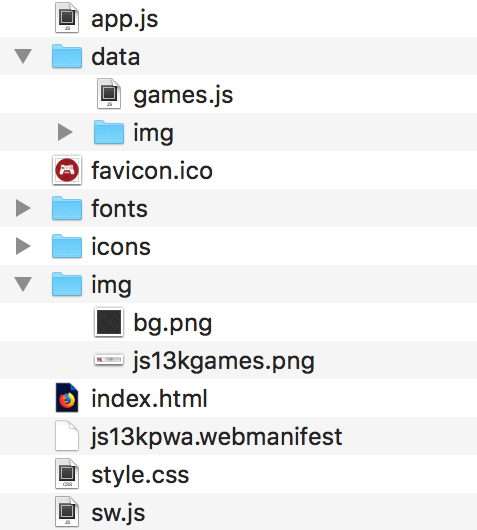 app.js
data
games.js
img
favicon.ico
fonts
icons
img
bg.png
js13kgames.png
index.html
js13kpwa.webmanifest
style.css
sw.js